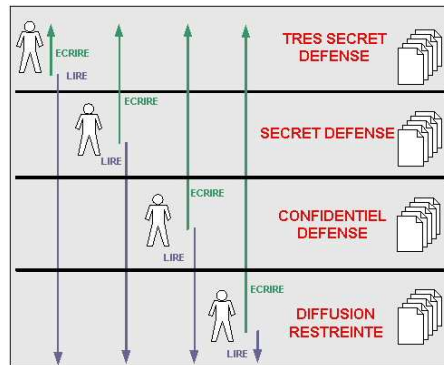 ECRIRE
LIRE
TRES SECRET
DEFENSE
ECRIRE
LIRE
SECRET DEFENSE
ECRIRE
LIRE
CONFIDENTIEL
DEFENSE
ECRIRE
LIRE
DIFFUSION
RESTREINTE